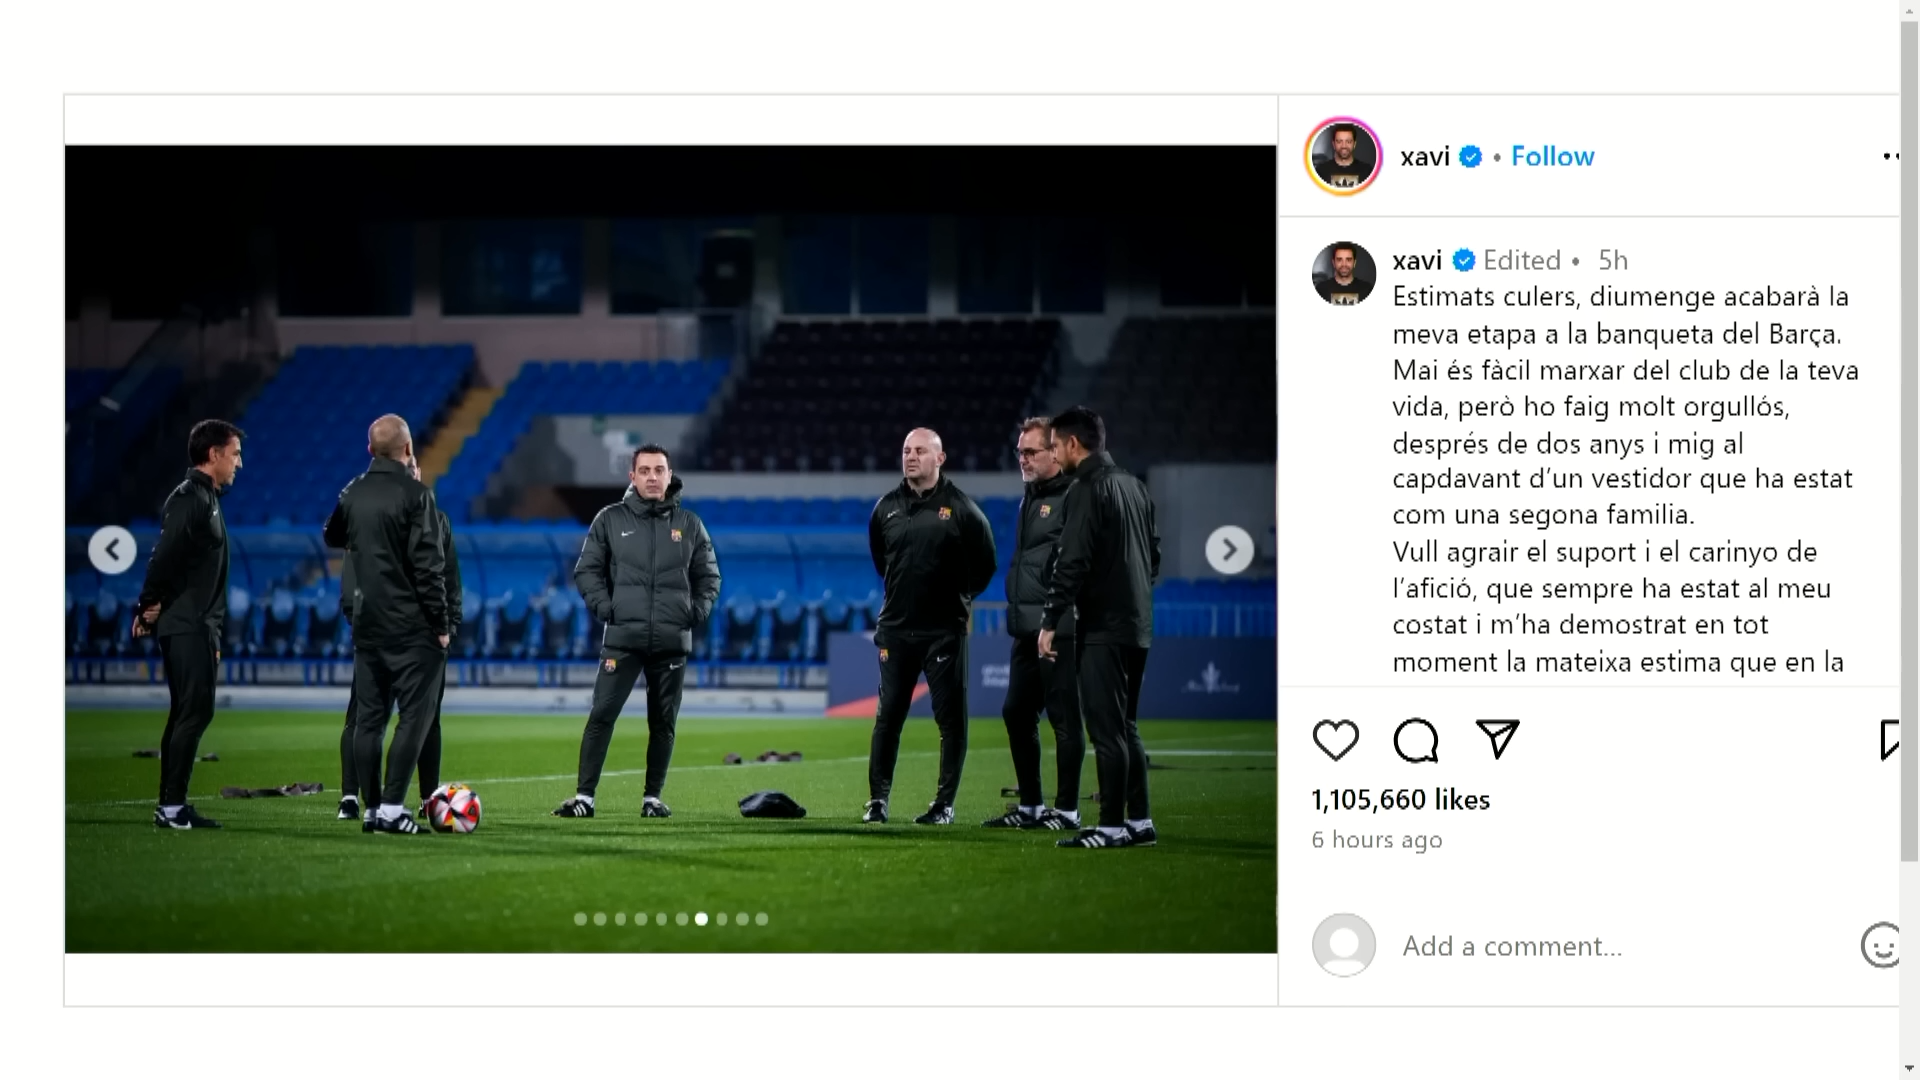 xavi • Follow
xavi Edited • 5h
Estimats culers, diumenge acabarà la
meva etapa a la banqueta del Barça.
Mai és fàcil marxar del club de la teva
vida, però ho faig molt orgullós,
després de dos anys i mig al
capdavant d’un vestidor que ha estat
com una segona familia.
Vull agrair el suport i el carinyo de
l’afició, que sempre ha estat al meu
costat i m’ha demostrat en tot
moment la mateixa estima que en la
1,105,660 likes
6 hours ago
Add a comment...